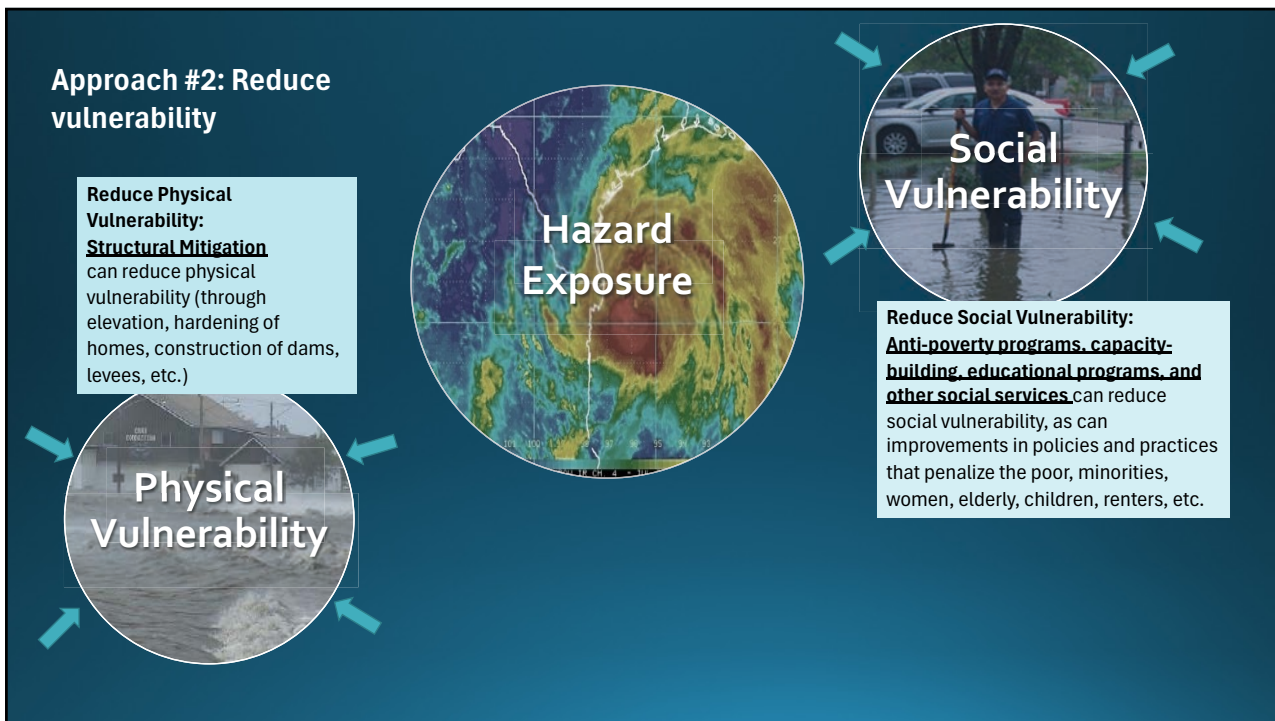 Approach #2: Reduce
vulnerability
Reduce Physical
Vulnerability:
Structural Mitigation
can reduce physical
vulnerability (through
elevation, hardening of
homes, construction of dams,
levees, etc.)
Physical
Vulnerability
Hazard
Exposure
Social
Vulnerability
Reduce Social Vulnerability:
Anti-poverty programs, capacity-
building, educational programs, and
other social services can reduce
social vulnerability, as can
improvements in policies and practices
that penalize the poor, minorities,
women, elderly, children, renters, etc.